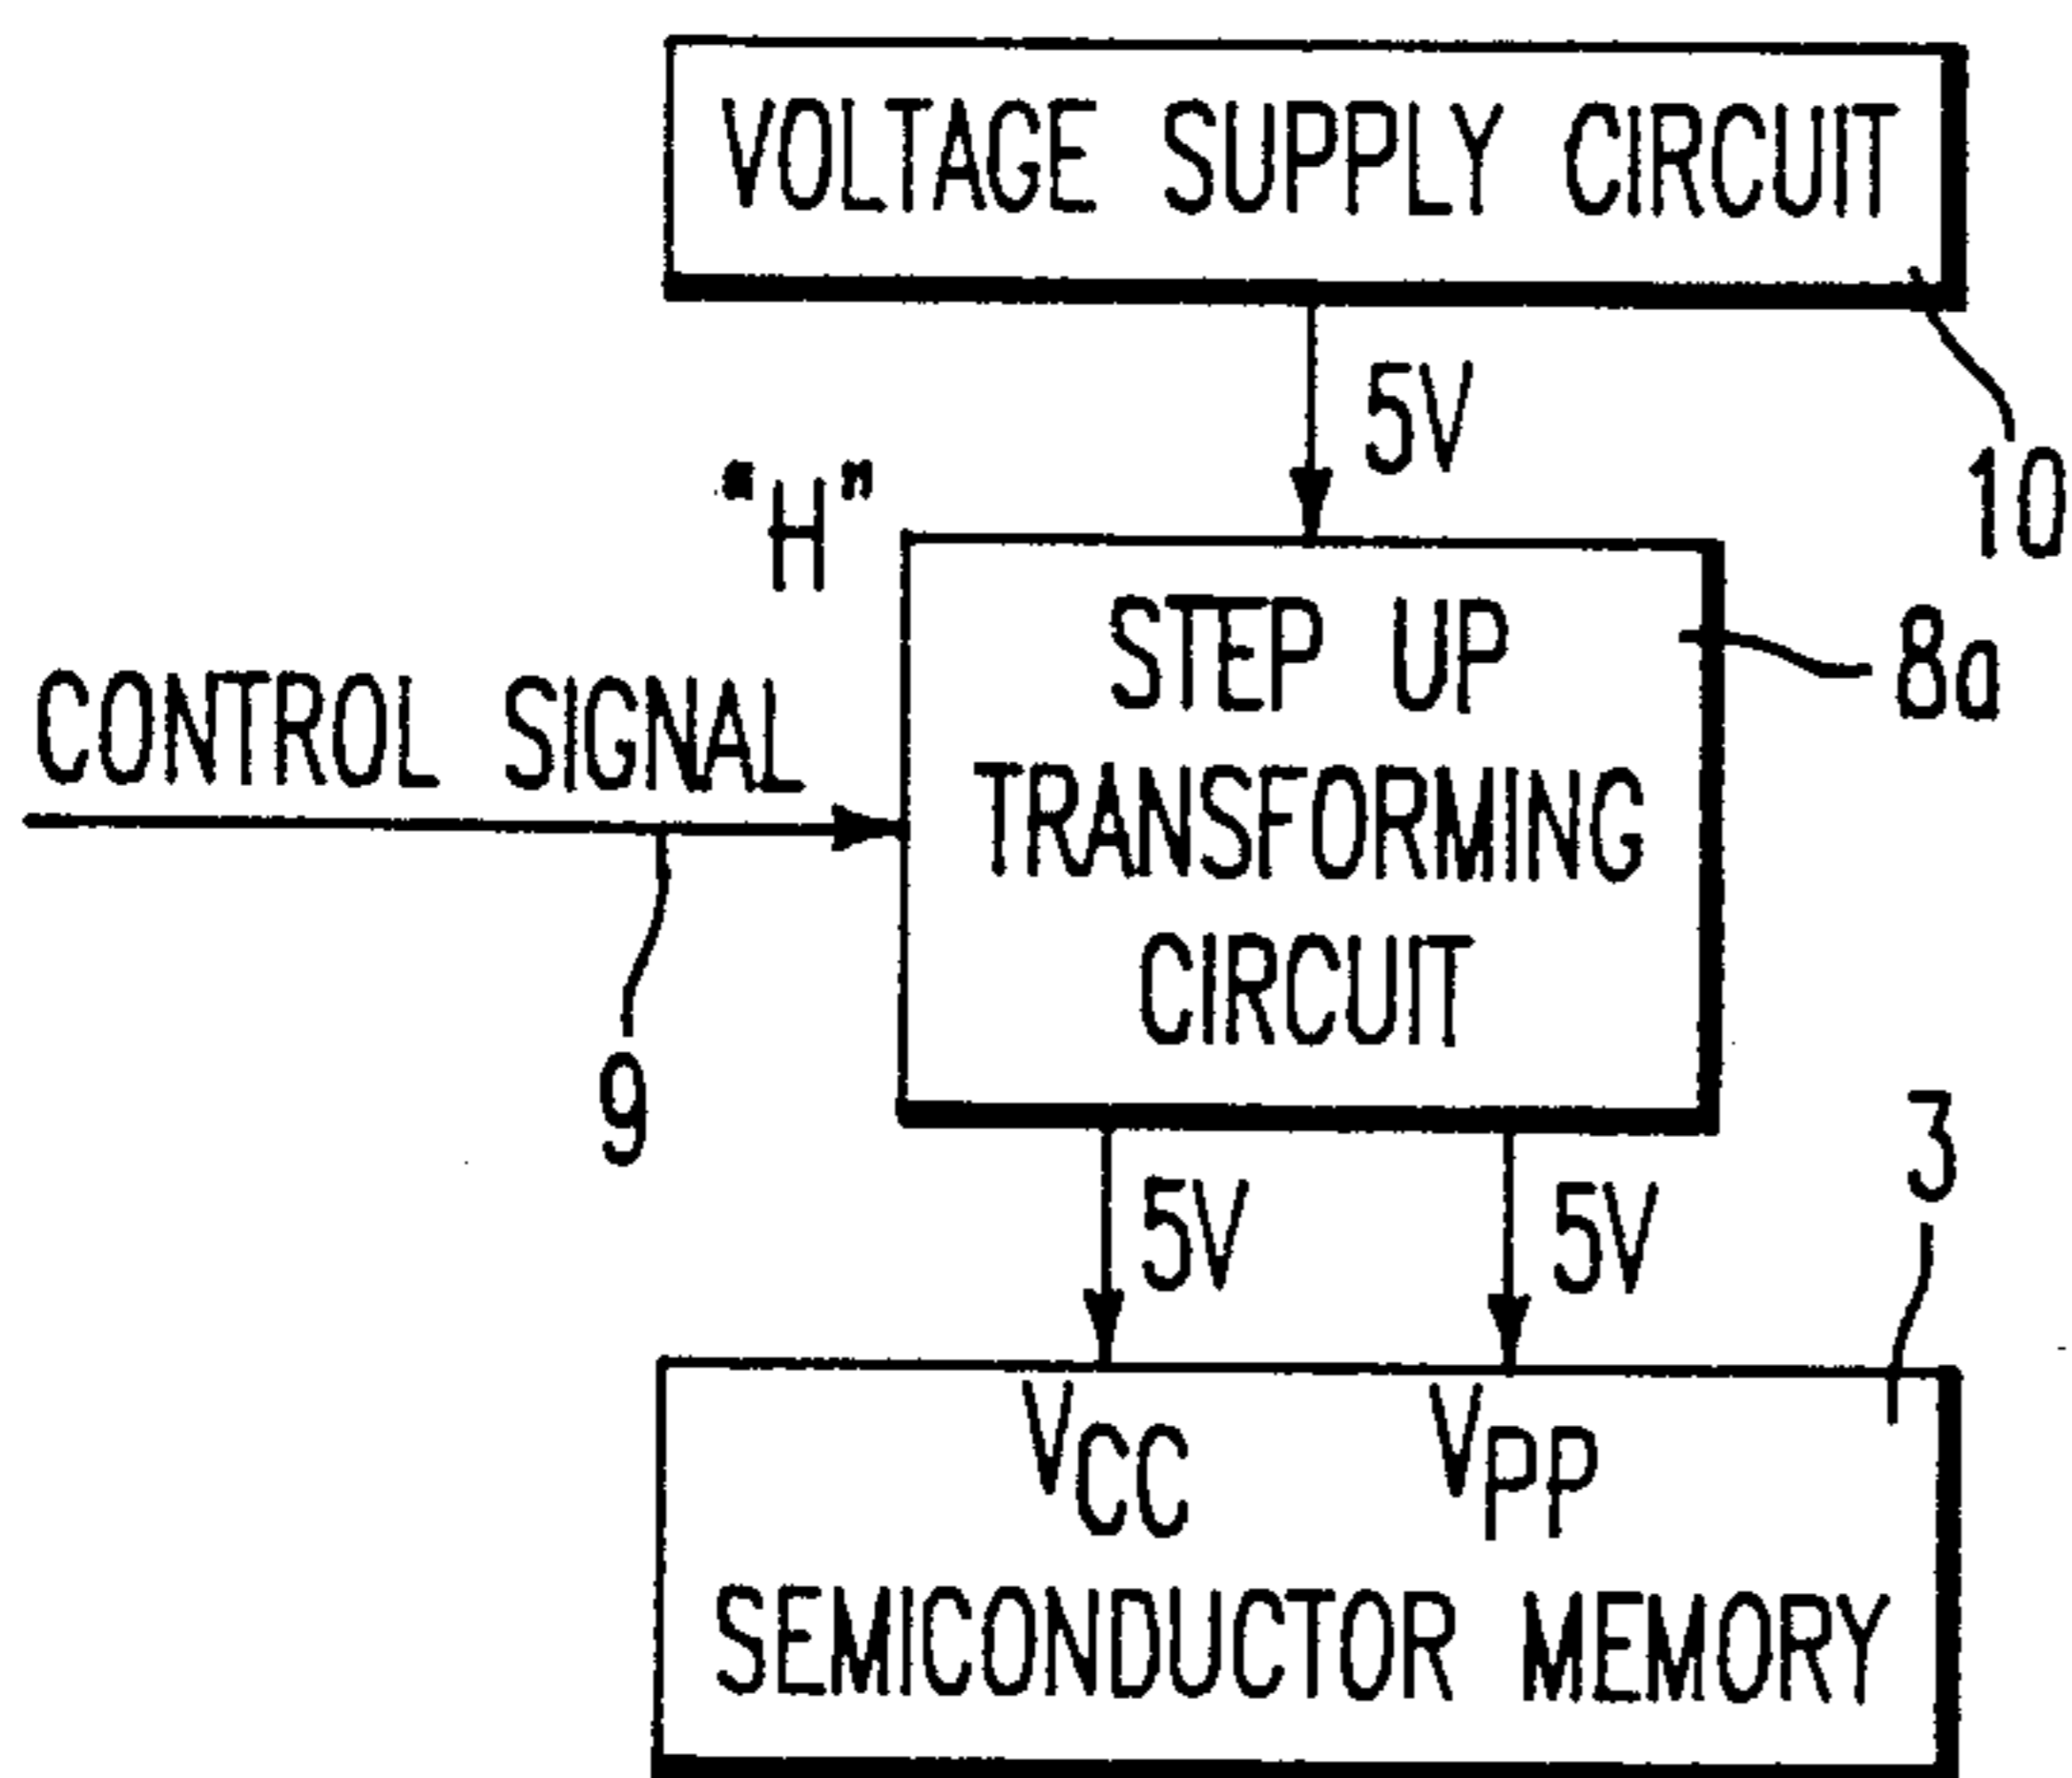 VOLTAGE SUPPLY CIRCUIT
5V
10
"H"
STEP UP
TRANSFORMING
CIRCUIT
8a
CONTROL SIGNAL
9
5V
5V
3
VCC
VPP
SEMICONDUCTOR MEMORY